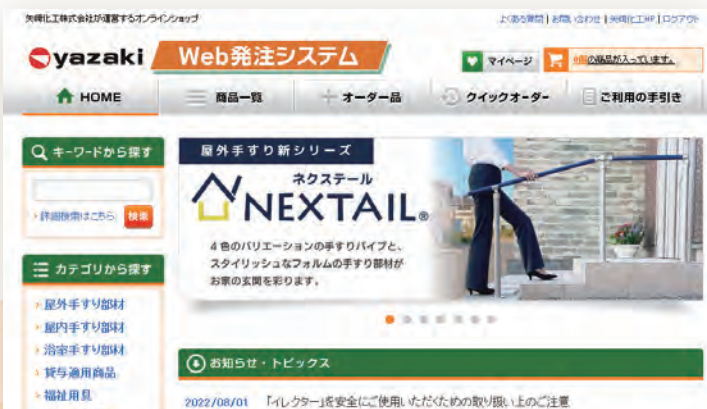 矢崎化工株式会社が運営するオンラインショップ
よくある質問 | お問い合わせ | 矢崎化工HP | ログアウト
yazaki Web発注システム
マイページ
0個の商品が入っています。
HOME
商品一覧
オーダー品
クイックオーダー
ご利用の手引き
キーワードから探す
詳細検索はこちら
検索
カテゴリから探す
屋外手すり部材
屋内手すり部材
浴室手すり部材
貸与適用商品
福祉用具
屋外手すり新シリーズ
ネクステール
NEXTAIL®
4色のバリエーションの手すりパイプと、
スタイリッシュなフォルムの手すり部材が
お家の玄関を彩ります。
お知らせ・トピックス
2022/08/01 「イレクター」を安全にご使用いただくための取り扱い上のご注意